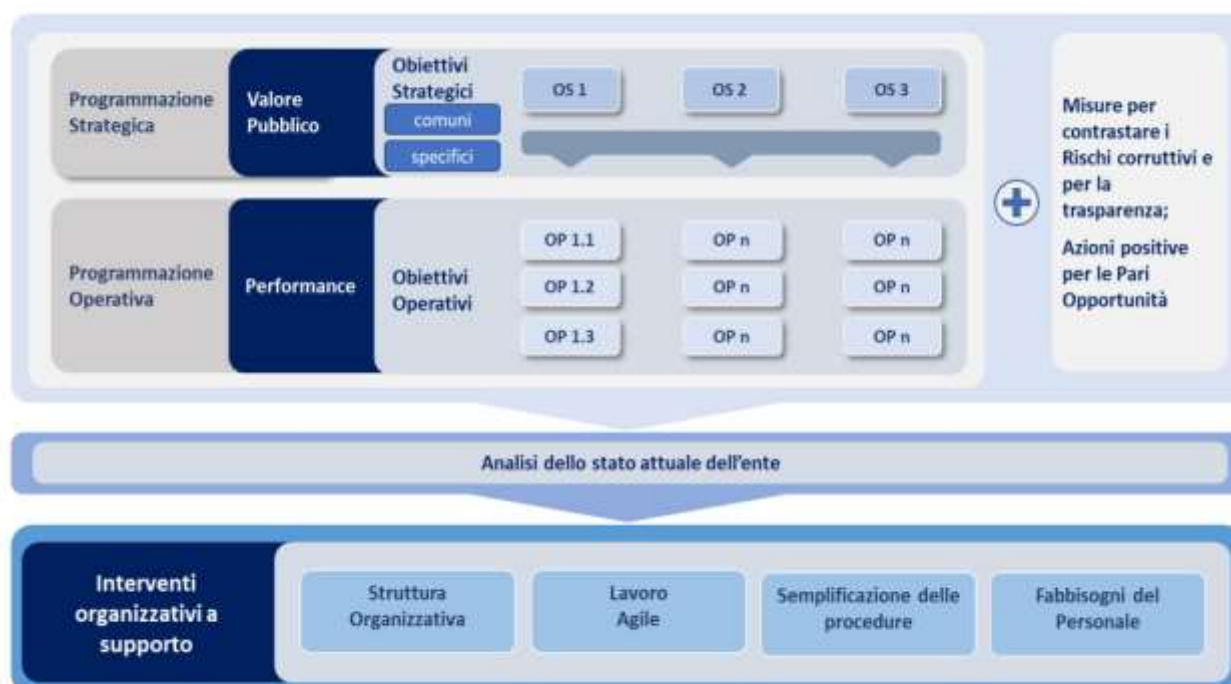 Programmazione
Strategica
Valore
Pubblico
Obiettivi
Strategici
comuni
specifici
OS 1
OS 2
OS 3
Programmazione
Operativa
Performance
Obiettivi
Operativi
OP 1.1
OP n
OP n
OP 1.2
OP n
OP n
OP 1.3
OP n
OP n
Misure per
contrastare i
Rischi corruttivi e
per la
trasparenza;
Azioni positive
per le Pari
Opportunità
Analisi dello stato attuale dell'ente
Interventi
organizzativi a
supporto
Struttura
Organizzativa
Lavoro
Agile
Semplificazione delle
procedure
Fabbisogni del
Personale